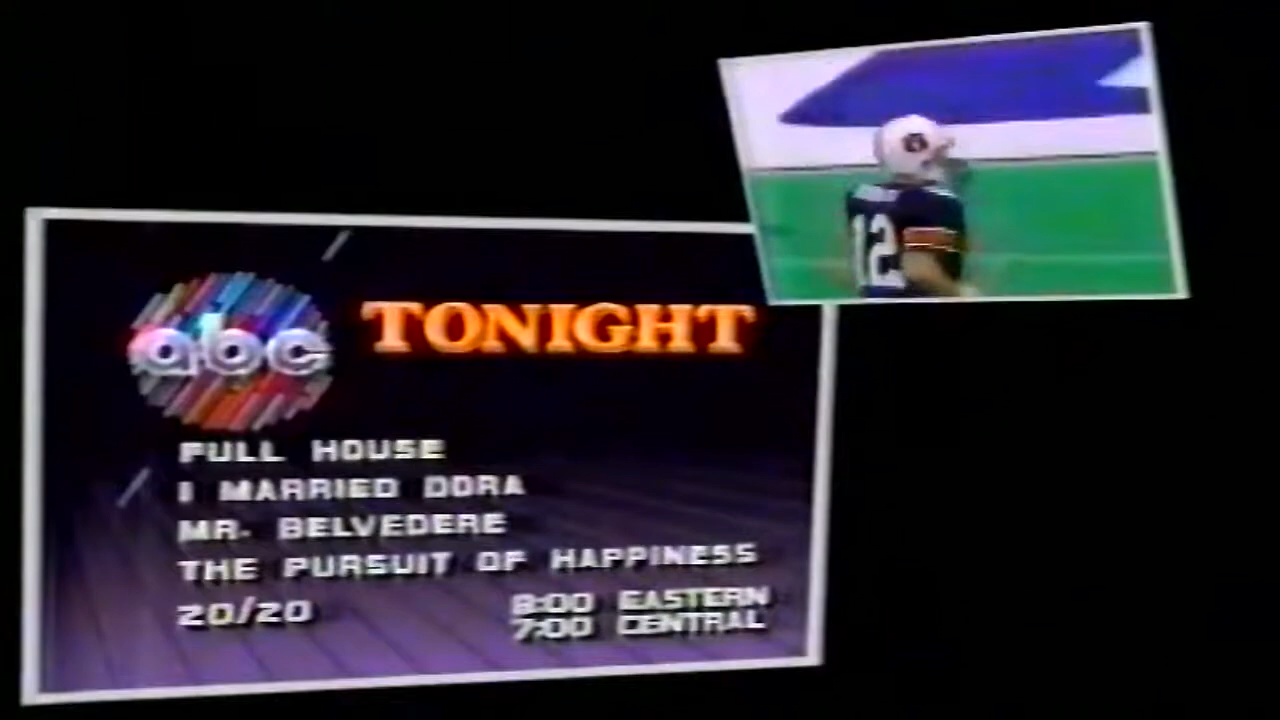 abc
TONIGHT
FULL HOUSE
I MARRIED DORA
MR. BELVEDERE
THE PURSUIT OF HAPPINESS
20/20
8:00 EASTERN
7:00 CENTRAL
12